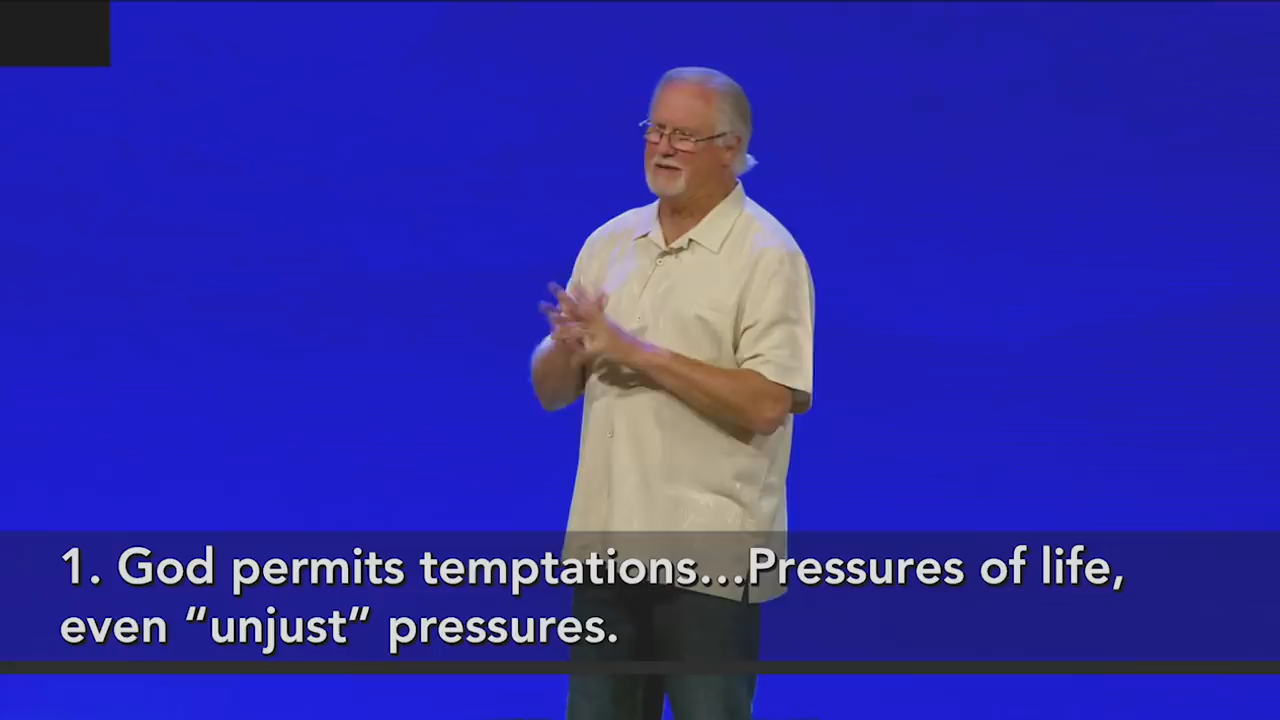 1. God permits temptations...Pressures of life,
even “unjust” pressures.